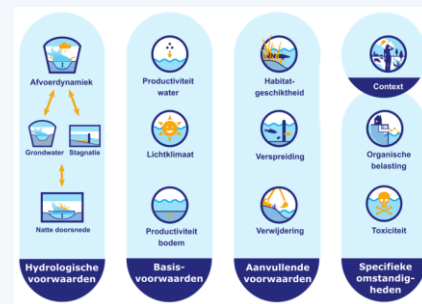 Afvoerdynamiek
Grondwater
Stagnatie
Natte doorsnede
Hydrologische
voorwaarden
Productiviteit
water
Lichtklimaat
Productiviteit
bodem
Basis-
voorwaarden
Habitat-
geschiktheid
Verspreiding
Verwijdering
Aanvullende
voorwaarden
Context
Organische
belasting
Toxiciteit
Specifieke
omstandig-
heden